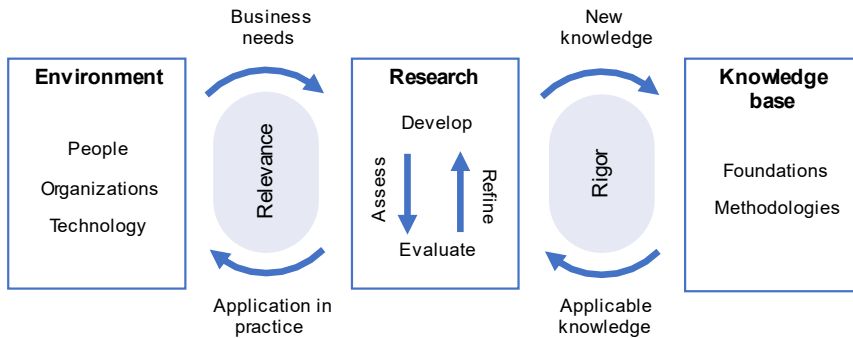 Business
needs
New
knowledge
Environment
People
Organizations
Technology
Relevance
Research
Develop
Assess
Refine
Evaluate
Rigor
Knowledge
base
Foundations
Methodologies
Application in
practice
Applicable
knowledge